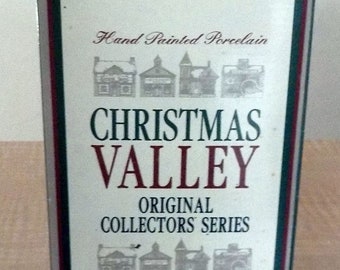 Hand Painted Porcelain
CHRISTMAS
VALLEY
ORIGINAL
COLLECTORS SERIES